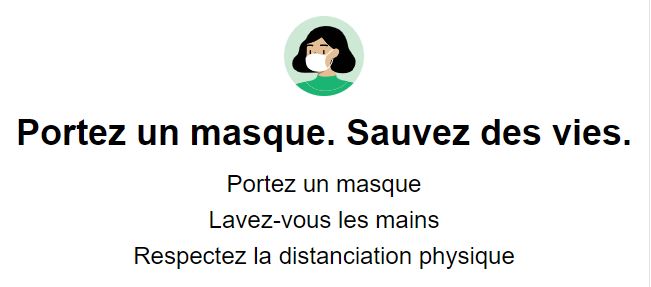 Portez un masque. Sauvez des vies.
Portez un masque
Lavez-vous les mains
Respectez la distanciation physique